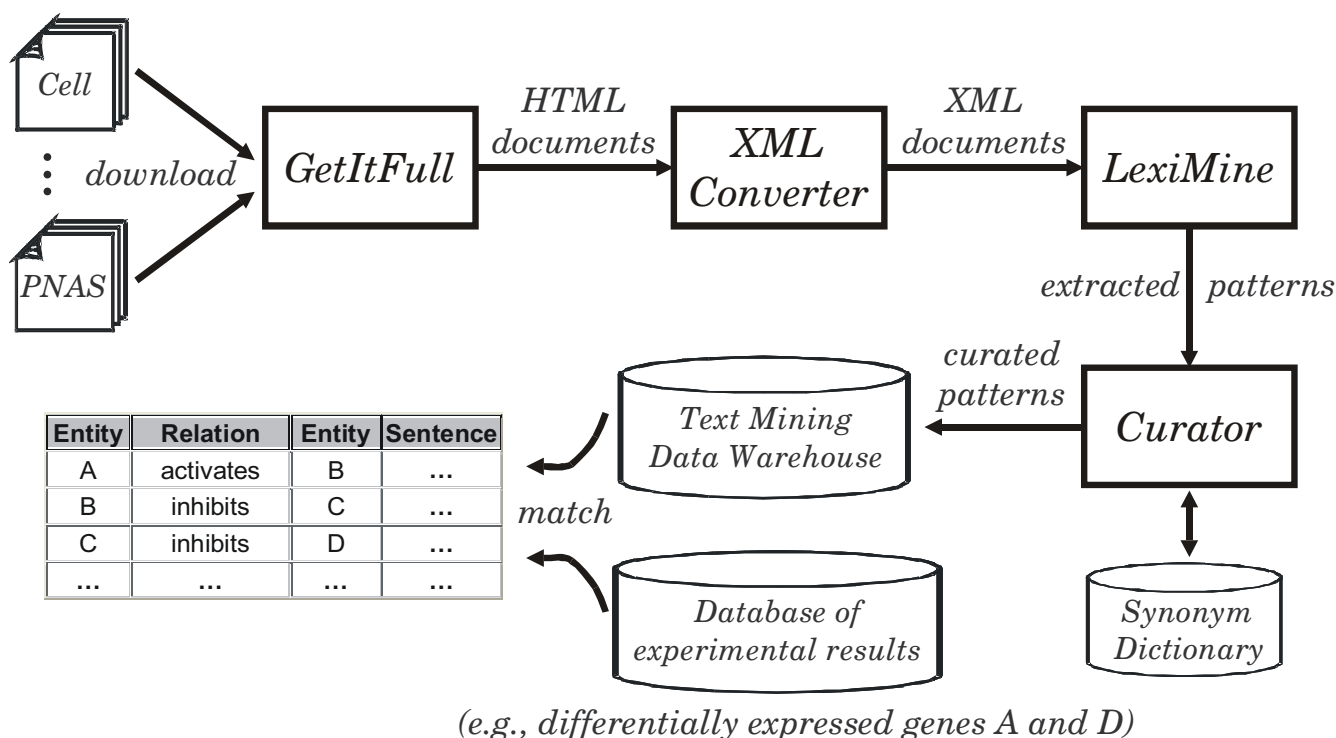 Cell
download
PNAS
GetItFull
HTML
documents
XML
Converter
XML
documents
LexiMine
extracted patterns
Curator
curated
patterns
Synonym
Dictionary
Text Mining
Data Warehouse
match
Database of
experimental results
(e.g., differentially expressed genes A and D)
Entity Relation Entity Sentence
A activates B ...
B inhibits C ...
C inhibits D ...
... ... ... ...